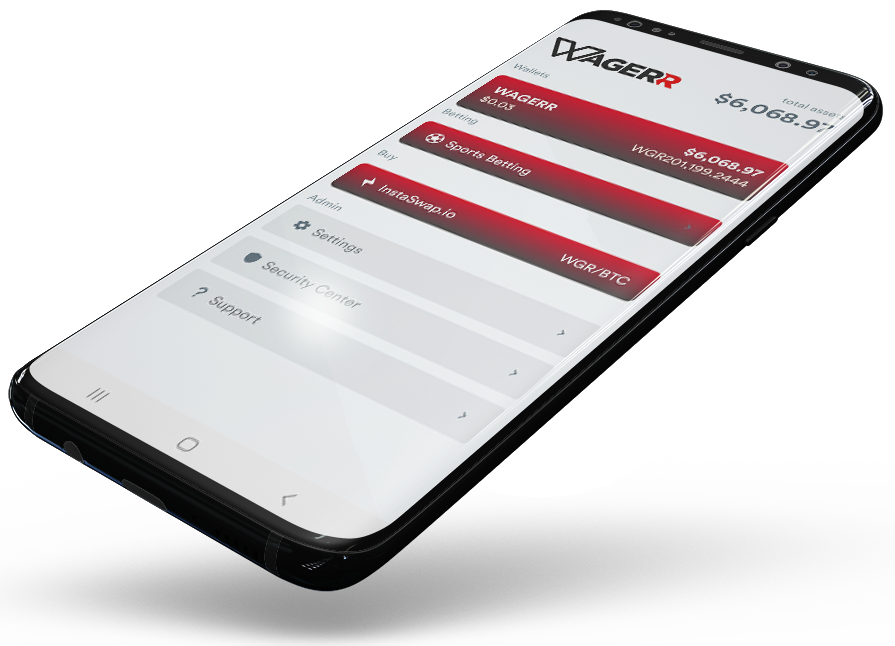 WAGERR
total assets
$6,068.97
Wallets
WAGERR
$0.03
$6,068.97
WGR201,199.2444
Betting
Sports Betting
Buy
InstaSwap.io
WGR/BTC
Admin
Settings
Security Center
? Support